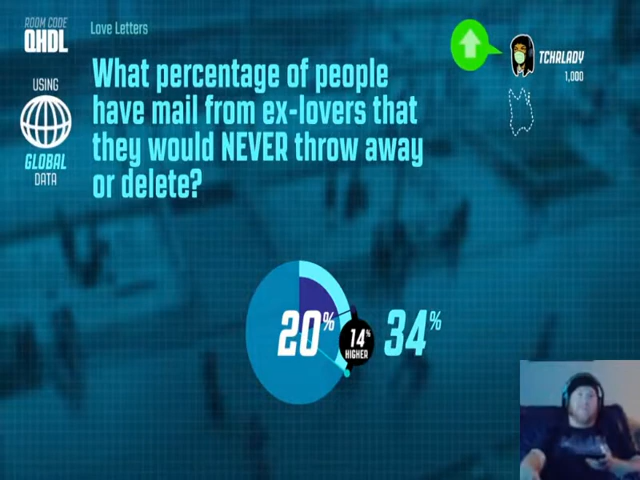 ROOM CODE
QHDL
Love Letters
USING
GLOBAL
DATA
What percentage of people
have mail from ex-lovers that
they would NEVER throw away
or delete?
TCHRLADY
1,000
20%
14%
HIGHER
34%